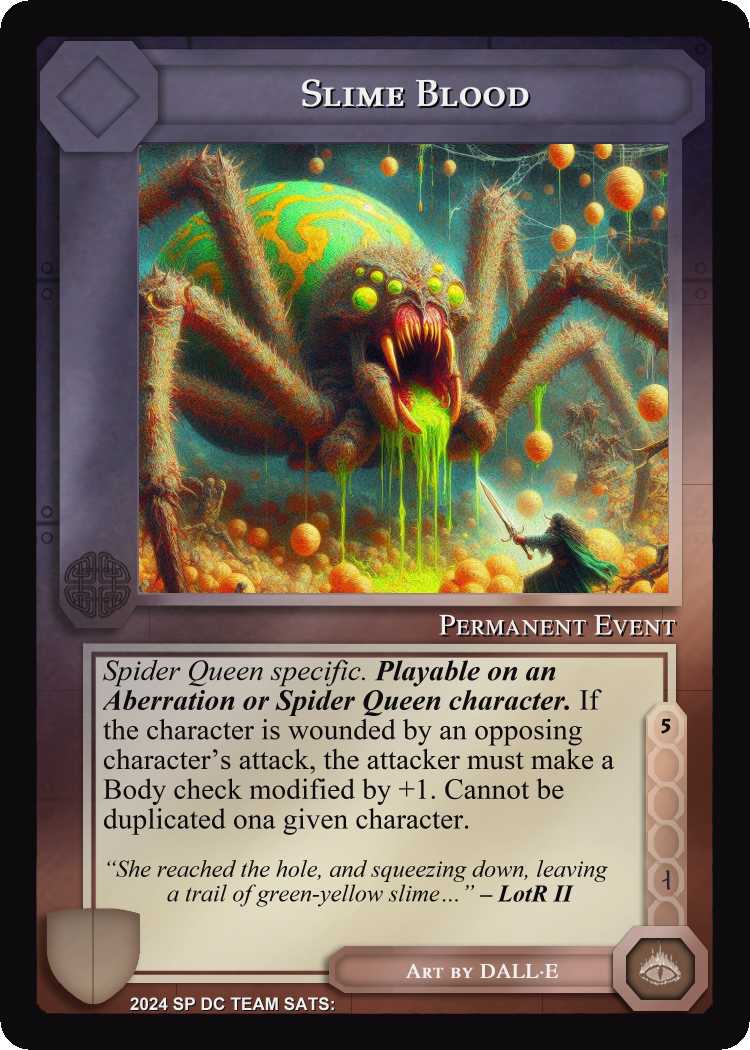 Slime Blood
Permanent Event
Spider Queen specific. Playable on an
Aberration or Spider Queen character. If
the character is wounded by an opposing
character’s attack, the attacker must make a
Body check modified by +1. Cannot be
duplicated ona given character.
5
“She reached the hole, and squeezing down, leaving
a trail of green-yellow slime…” – LotR II
Art by DALL·E
2024 SP DC TEAM SATS: